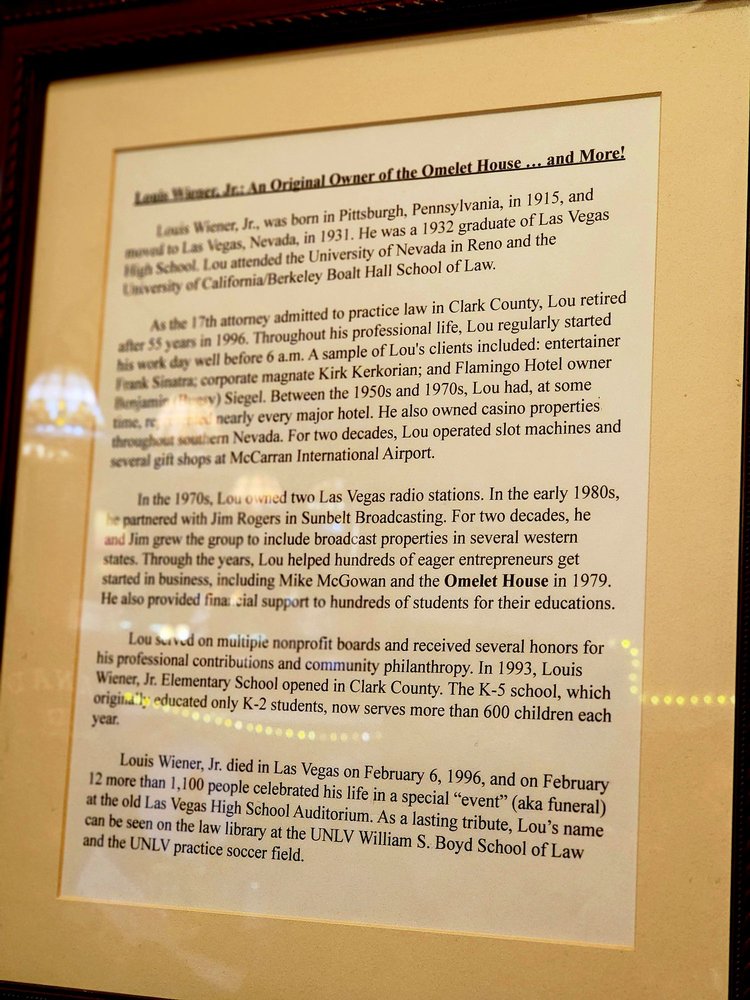 Louis Wiener, Jr.: An Original Owner of the Omelet House … and More!
Louis Wiener, Jr., was born in Pittsburgh, Pennsylvania, in 1915, and
moved to Las Vegas, Nevada, in 1931. He was a 1932 graduate of Las Vegas
High School. Lou attended the University of Nevada in Reno and the
University of California/Berkeley Boalt Hall School of Law.
As the 17th attorney admitted to practice law in Clark County, Lou retired
after 55 years in 1996. Throughout his professional life, Lou regularly started
his work day well before 6 a.m. A sample of Lou's clients included: entertainer
Frank Sinatra; corporate magnate Kirk Kerkorian; and Flamingo Hotel owner
Benjamin (Bugsy) Siegel. Between the 1950s and 1970s, Lou had, at some
time, nearly every major hotel. He also owned casino properties
throughout southern Nevada. For two decades, Lou operated slot machines and
several gift shops at McCarran International Airport.
In the 1970s, Lou owned two Las Vegas radio stations. In the early 1980s,
he partnered with Jim Rogers in Sunbelt Broadcasting. For two decades, he
and Jim grew the group to include broadcast properties in several western
states. Through the years, Lou helped hundreds of eager entrepreneurs get
started in business, including Mike McGowan and the Omelet House in 1979.
He also provided financial support to hundreds of students for their educations.
Lou served on multiple nonprofit boards and received several honors for
his professional contributions and community philanthropy. In 1993, Louis
Wiener, Jr. Elementary School opened in Clark County. The K-5 school, which
originally educated only K-2 students, now serves more than 600 children each
year.
Louis Wiener, Jr. died in Las Vegas on February 6, 1996, and on February
12 more than 1,100 people celebrated his life in a special “event” (aka funeral)
at the old Las Vegas High School Auditorium. As a lasting tribute, Lou’s name
can be seen on the law library at the UNLV William S. Boyd School of Law
and the UNLV practice soccer field.